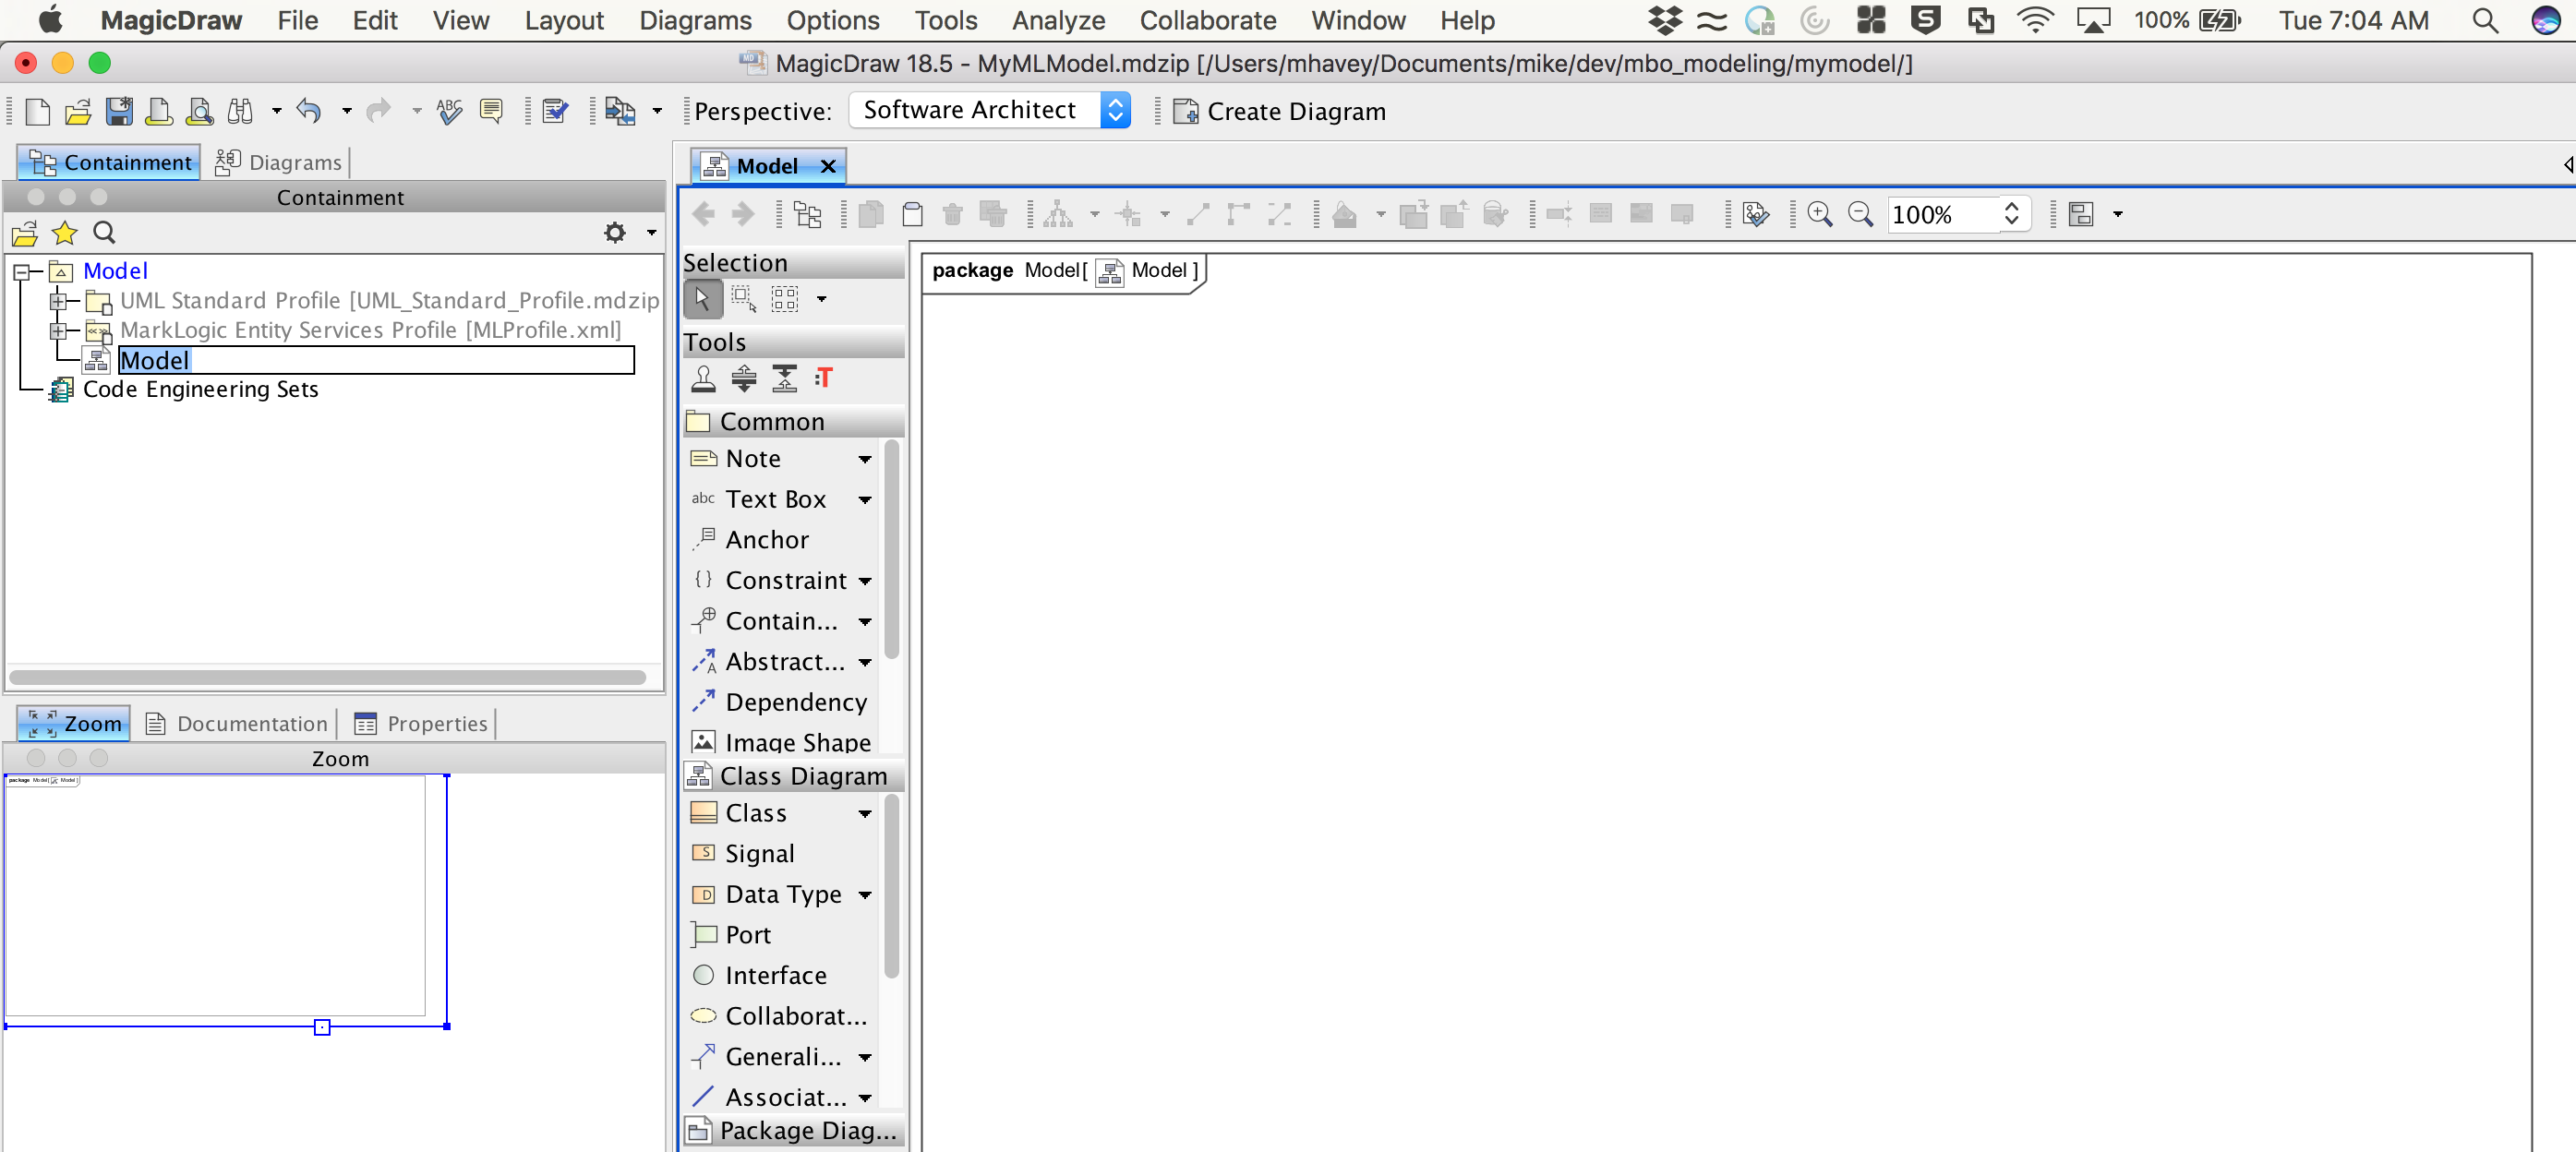 MagicDraw File Edit View Layout Diagrams Options Tools Analyze Collaborate Window Help 100% Tue 7:04 AM
MagicDraw 18.5 - MyMLModel.mdzip [/Users/mhavey/Documents/mike/dev/mbo_modeling/mymodel/]
ABC Perspective: Software Architect Create Diagram
Containment Diagrams
Containment
Model
UML Standard Profile [UML_Standard_Profile.mdzip
MarkLogic Entity Services Profile [MLProfile.xml]
Model
Code Engineering Sets
Zoom Documentation Properties
Zoom
package Model[ Model ]
Model
100%
Selection
Tools
:T
Common
Note
abc Text Box
Anchor
{ } Constraint
Contain...
Abstract...
Dependency
Image Shape
Class Diagram
Class
S Signal
D Data Type
Port
Interface
Collaborat...
Generali...
Associat...
Package Diag...
package Model[ Model ]